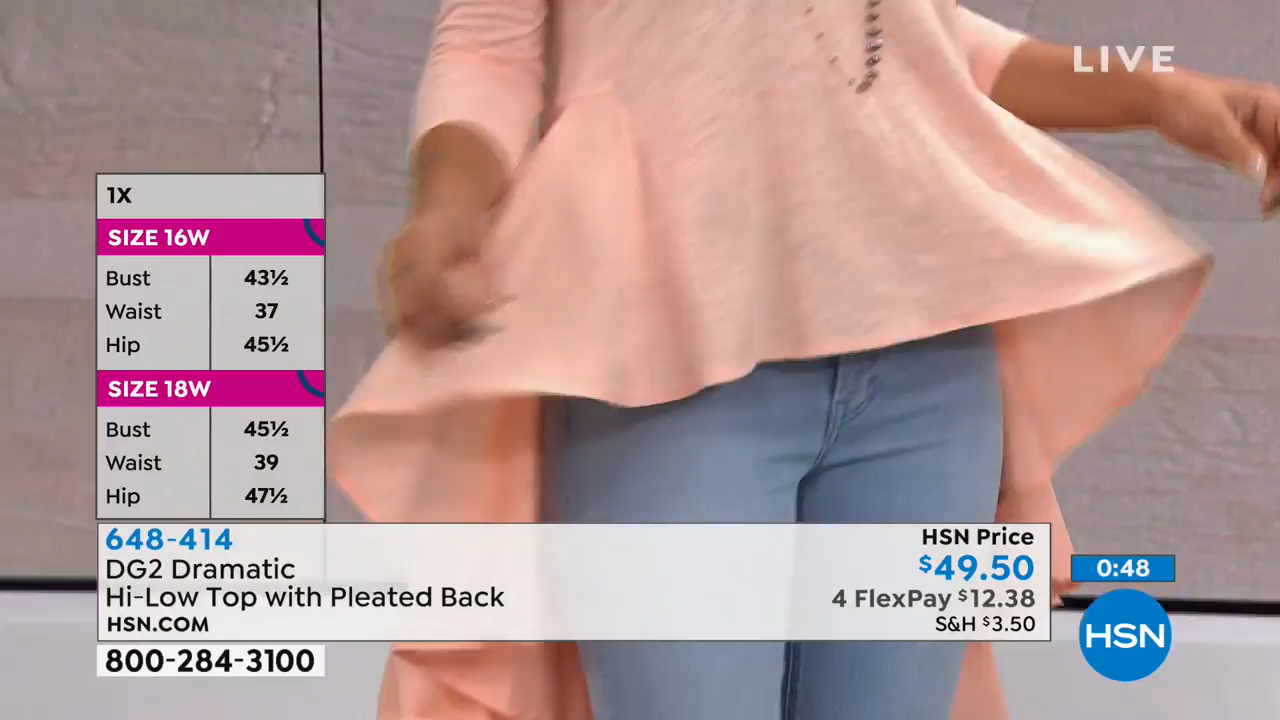 LIVE
1X
SIZE 16W
Bust 43½
Waist 37
Hip 45½
SIZE 18W
Bust 45½
Waist 39
Hip 47½
648-414
DG2 Dramatic
Hi-Low Top with Pleated Back
HSN.COM
800-284-3100
HSN Price
$49.50
4 FlexPay $12.38
S&H $3.50
0:48
HSN